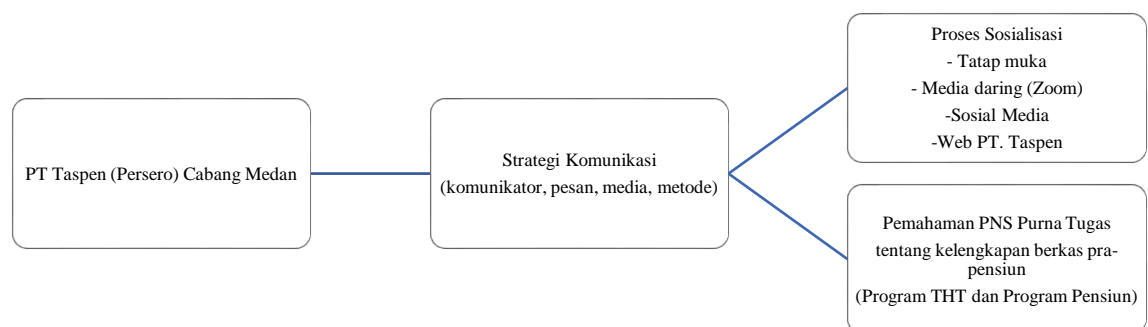 PT Taspen (Persero) Cabang Medan
Strategi Komunikasi
(komunikator, pesan, media, metode)
Proses Sosialisasi
- Tatap muka
- Media daring (Zoom)
-Sosial Media
-Web PT. Taspen
Pemahaman PNS Purna Tugas
tentang kelengkapan berkas pra-
pensiun
(Program THT dan Program Pensiun)